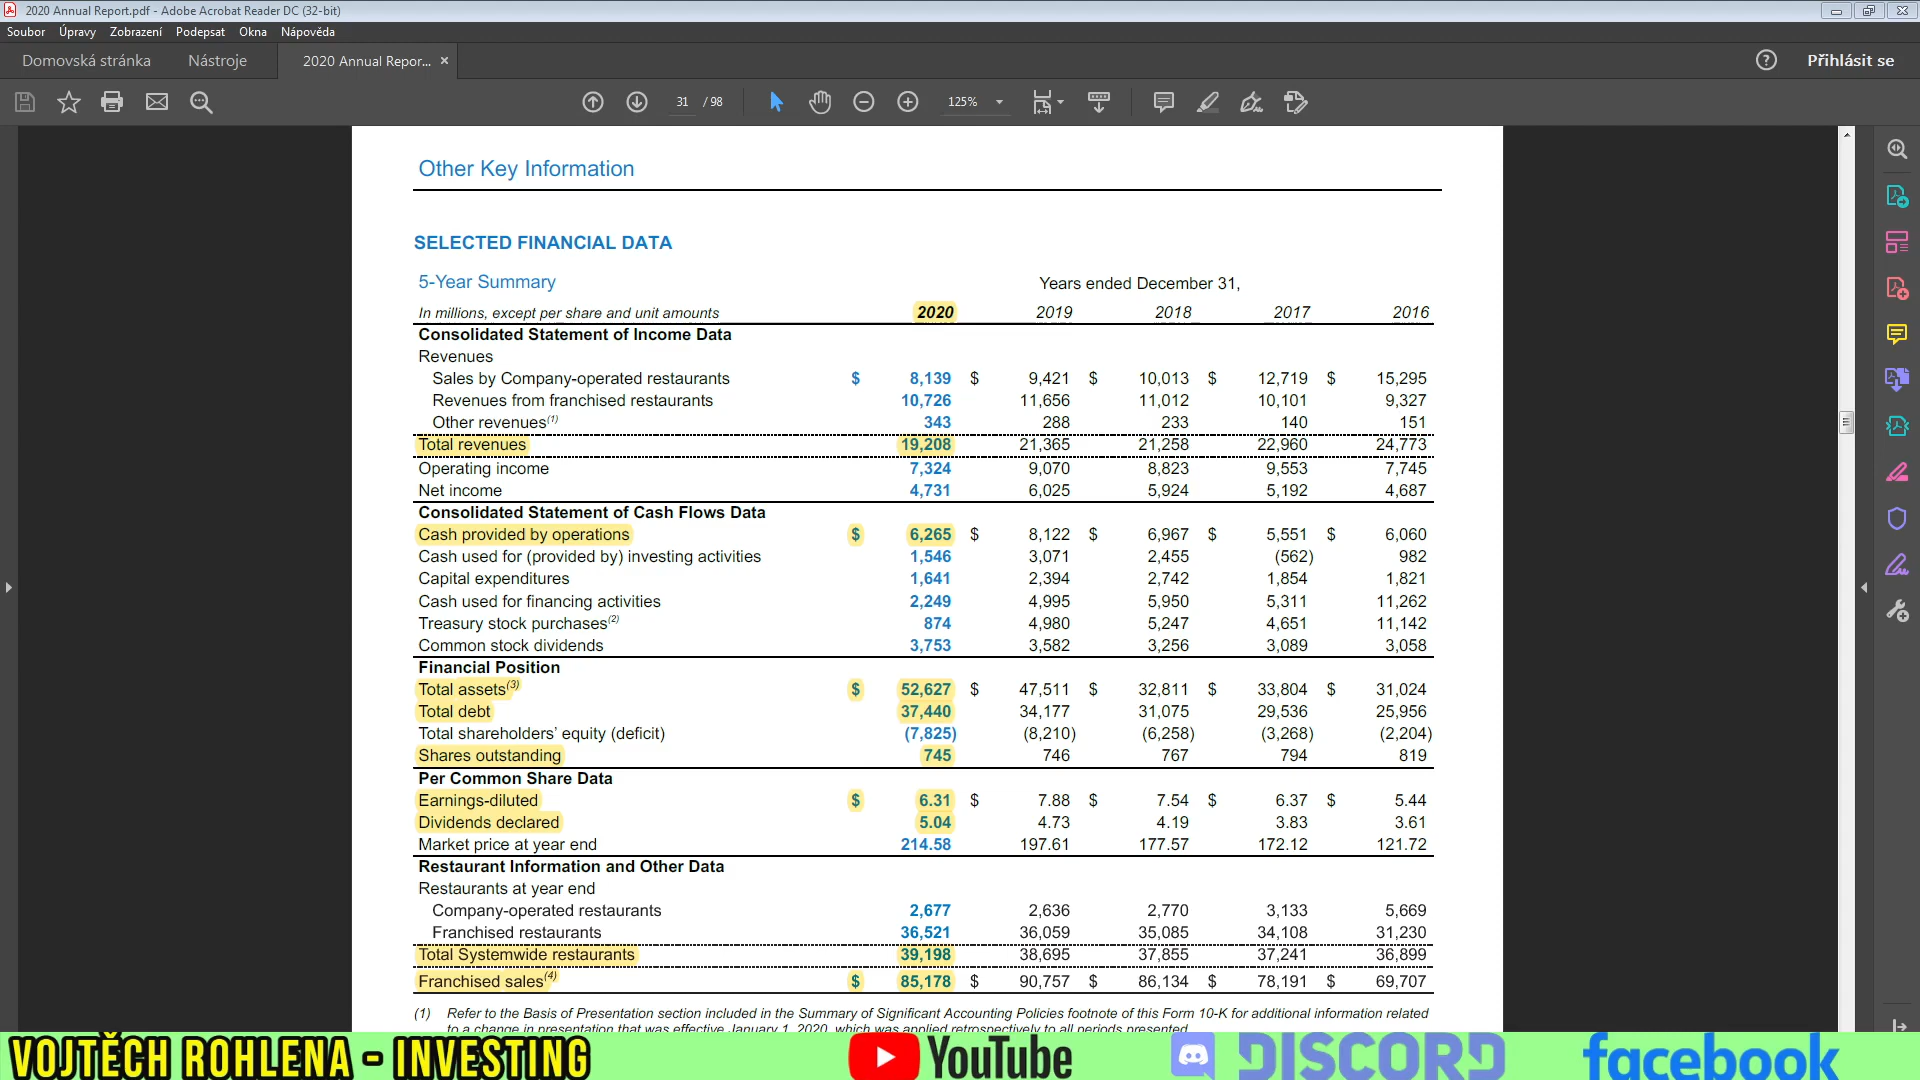 2020 Annual Report.pdf - Adobe Acrobat Reader DC (32-bit)
Soubor Úpravy Zobrazení Podepsat Okna Nápověda
Domovská stránka Nástroje 2020 Annual Repor... × Přihlásit se
31 / 98 125%
Other Key Information
SELECTED FINANCIAL DATA
5-Year Summary Years ended December 31,
In millions, except per share and unit amounts 2020 2019 2018 2017 2016
Consolidated Statement of Income Data
Revenues
Sales by Company-operated restaurants $ 8,139 $ 9,421 $ 10,013 $ 12,719 $ 15,295
Revenues from franchised restaurants 10,726 11,656 11,012 10,101 9,327
Other revenues(1) 343 288 233 140 151
Total revenues 19,208 21,365 21,258 22,960 24,773
Operating income 7,324 9,070 8,823 9,553 7,745
Net income 4,731 6,025 5,924 5,192 4,687
Consolidated Statement of Cash Flows Data
Cash provided by operations $ 6,265 $ 8,122 $ 6,967 $ 5,551 $ 6,060
Cash used for (provided by) investing activities 1,546 3,071 2,455 (562) 982
Capital expenditures 1,641 2,394 2,742 1,854 1,821
Cash used for financing activities 2,249 4,995 5,950 5,311 11,262
Treasury stock purchases(2) 874 4,980 5,247 4,651 11,142
Common stock dividends 3,753 3,582 3,256 3,089 3,058
Financial Position
Total assets(3) $ 52,627 $ 47,511 $ 32,811 $ 33,804 $ 31,024
Total debt 37,440 34,177 31,075 29,536 25,956
Total shareholders' equity (deficit) (7,825) (8,210) (6,258) (3,268) (2,204)
Shares outstanding 745 746 767 794 819
Per Common Share Data
Earnings-diluted $ 6.31 $ 7.88 $ 7.54 $ 6.37 $ 5.44
Dividends declared 5.04 4.73 4.19 3.83 3.61
Market price at year end 214.58 197.61 177.57 172.12 121.72
Restaurant Information and Other Data
Restaurants at year end
Company-operated restaurants 2,677 2,636 2,770 3,133 5,669
Franchised restaurants 36,521 36,059 35,085 34,108 31,230
Total Systemwide restaurants 39,198 38,695 37,855 37,241 36,899
Franchised sales(4) $ 85,178 $ 90,757 $ 86,134 $ 78,191 $ 69,707
(1) Refer to the Basis of Presentation section included in the Summary of Significant Accounting Policies footnote of this Form 10-K for additional information related
to a change in presentation that was effective January 1, 2020, which was applied retrospectively to all periods presented.
VOJTĚCH ROHLENA - INVESTING YouTube DISCORD facebook